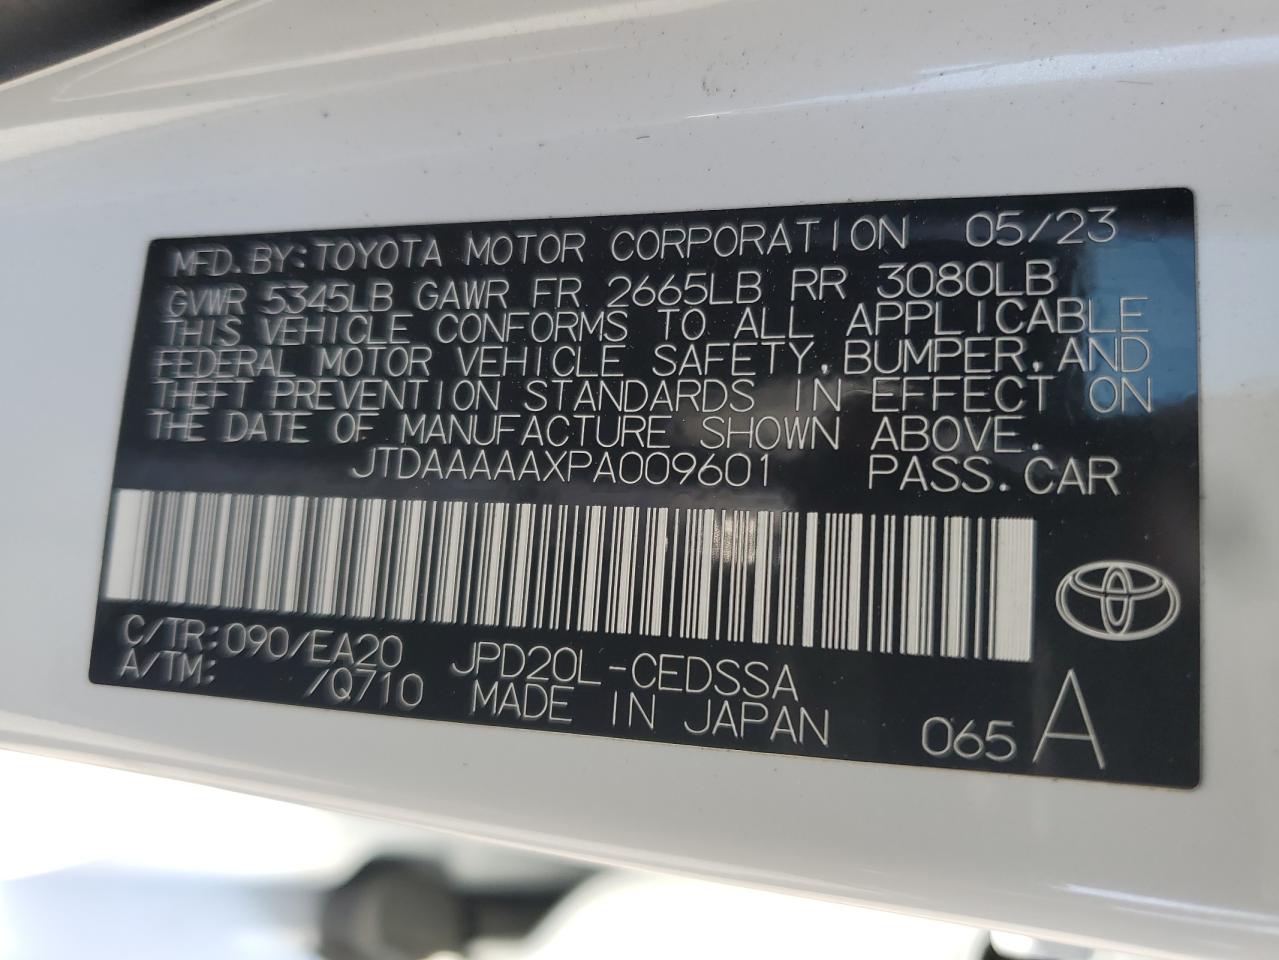 MFD.BY:TOYOTA MOTOR CORPORATION 05/23
GVWR 5345LB GAWR FR 2665LB RR 3080LB
THIS VEHICLE CONFORMS TO ALL APPLICABLE
FEDERAL MOTOR VEHICLE SAFETY,BUMPER,AND
THEFT PREVENTION STANDARDS IN EFFECT ON
THE DATE OF MANUFACTURE SHOWN ABOVE.
JTDAAAAAXPA009601 PASS.CAR
C/TR:090/EA20 JPD20L-CEDSSA
A/TM: /Q710 MADE IN JAPAN 065 A